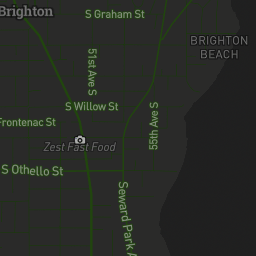 S Graham St
Brighton
BRIGHTON
BEACH
51st Ave S
S Willow St
55th Ave S
Frontenac St
Zest Fast Food
S Othello St
Seward Park A